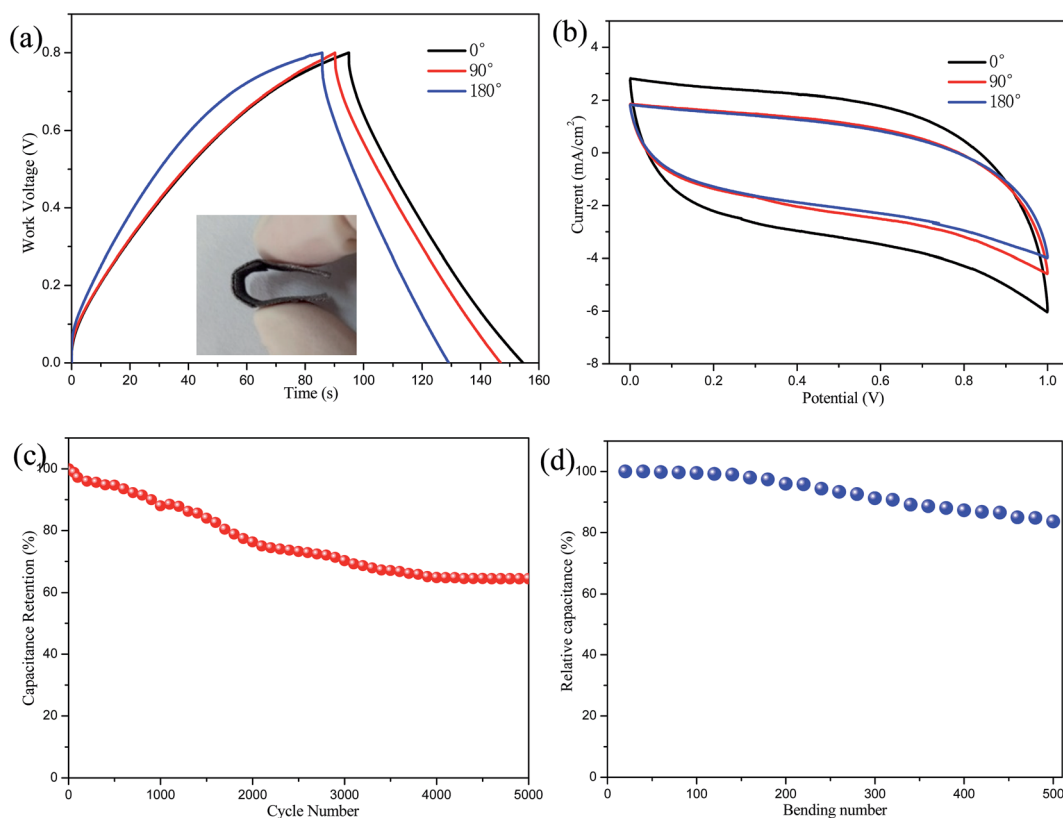 (a)
0°
90°
180°
Work Voltage (V)
0.8
0.6
0.4
0.2
0.0
0 20 40 60 80 100 120 140 160
Time (s)
(b)
0°
90°
180°
Current (mA/cm²)
4
2
0
-2
-4
-6
-8
0.0 0.2 0.4 0.6 0.8 1.0
Potential (V)
(c)
Capacitance Retention (%)
100
80
60
40
20
0
0 1000 2000 3000 4000 5000
Cycle Number
(d)
Relative capacitance (%)
100
80
60
40
20
0
0 100 200 300 400 500
Bending number